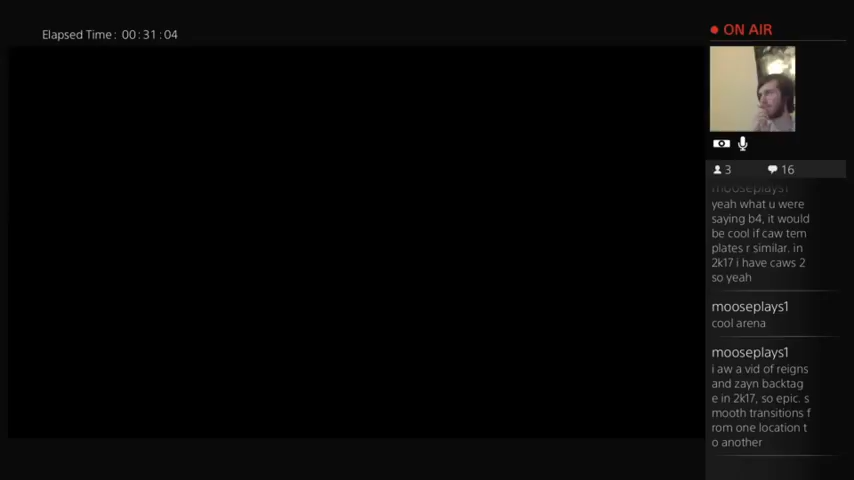 Elapsed Time: 00:31:04
ON AIR
3
16
mooseplays1
yeah what u were
saying b4, it would
be cool if caw tem
plates r similar. in
2k17 i have caws 2
so yeah
mooseplays1
cool arena
mooseplays1
i aw a vid of reigns
and zayn backtag
e in 2k17, so epic. s
mooth transitions f
rom one location t
o another